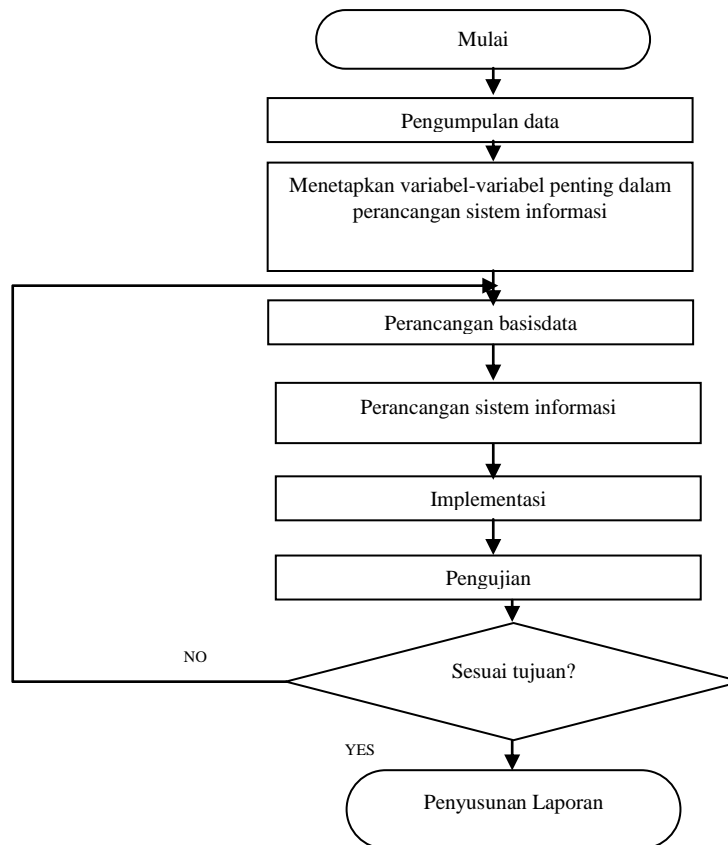 Mulai
Pengumpulan data
Menetapkan variabel-variabel penting dalam
perancangan sistem informasi
Perancangan basisdata
Perancangan sistem informasi
Implementasi
Pengujian
Sesuai tujuan?
NO
YES
Penyusunan Laporan